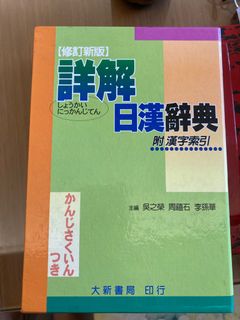 【修訂新版】
詳解
しょうかい
にっかんじてん
日漢辭典
附 漢字索引
かんじさくいん
つき
主編 吳之榮 周蘊石 李孫華
大新書局 印行